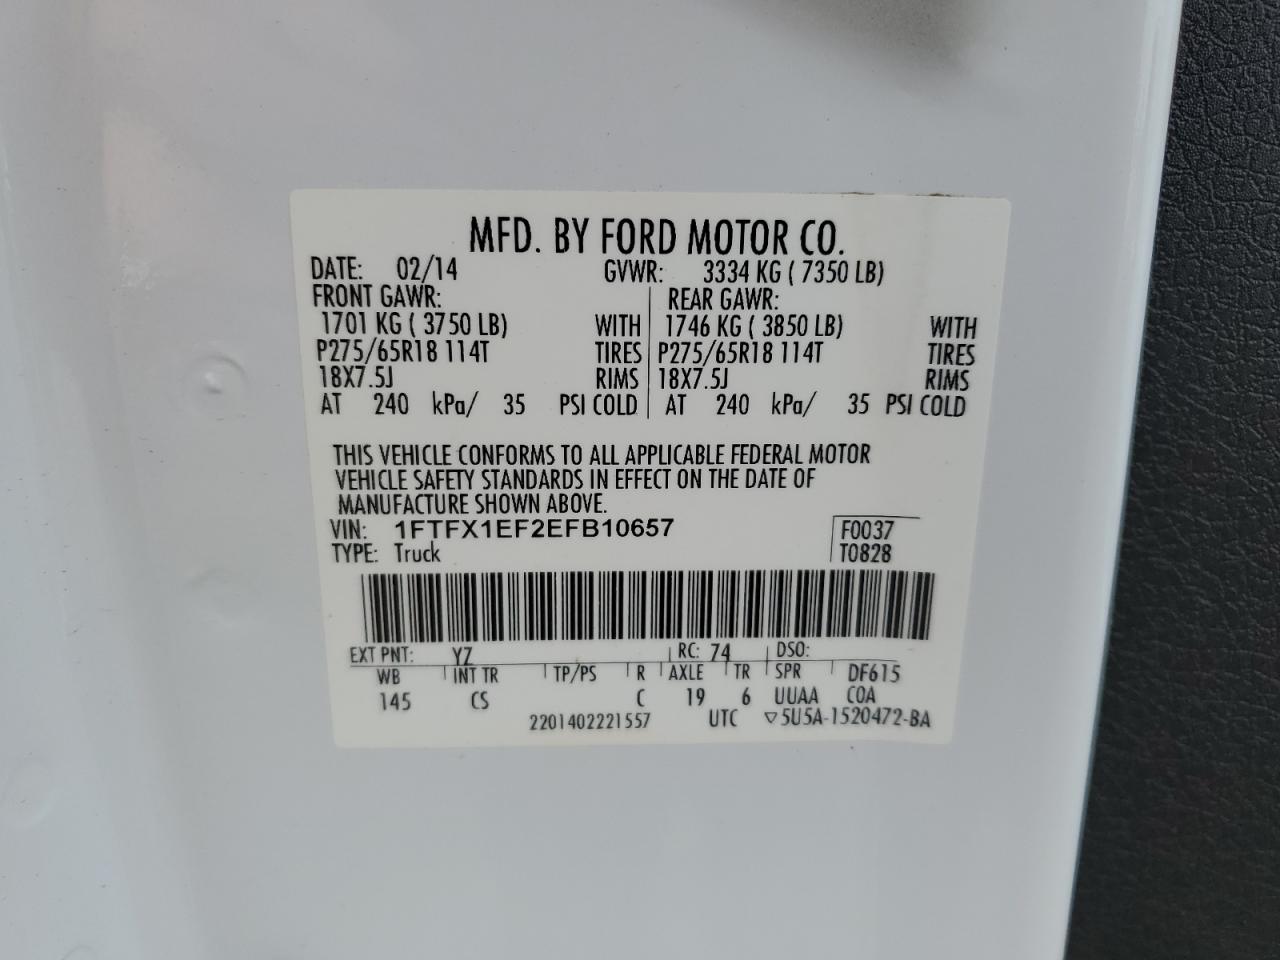 MFD. BY FORD MOTOR CO.
DATE: 02/14 GVWR: 3334 KG ( 7350 LB)
FRONT GAWR: REAR GAWR:
1701 KG ( 3750 LB) WITH 1746 KG ( 3850 LB) WITH
P275/65R18 114T TIRES P275/65R18 114T TIRES
18X7.5J RIMS 18X7.5J RIMS
AT 240 kPa/ 35 PSI COLD AT 240 kPa/ 35 PSI COLD
THIS VEHICLE CONFORMS TO ALL APPLICABLE FEDERAL MOTOR
VEHICLE SAFETY STANDARDS IN EFFECT ON THE DATE OF
MANUFACTURE SHOWN ABOVE.
VIN: 1FTFX1EF2EFB10657 F0037
TYPE: Truck T0828
EXT PNT: YZ RC: 74 DSO:
WB INT TR TP/PS R AXLE TR SPR DF615
145 CS C 19 6 UUAA COA
2201402221557 UTC ▽5U5A-1520472-BA